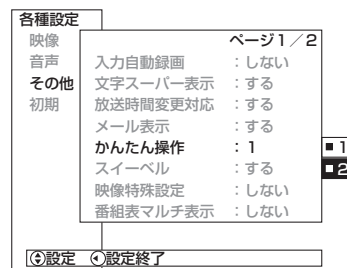 各種設定
映像
音声
その他
初期
ページ1／2
入力自動録画 ：しない
文字スーパー表示 ：する
放送時間変更対応 ：する
メール表示 ：する
かんたん操作 ：1
スイーベル ：する
映像特殊設定 ：しない
番組表マルチ表示 ：しない
■1
■2
設定 設定終了